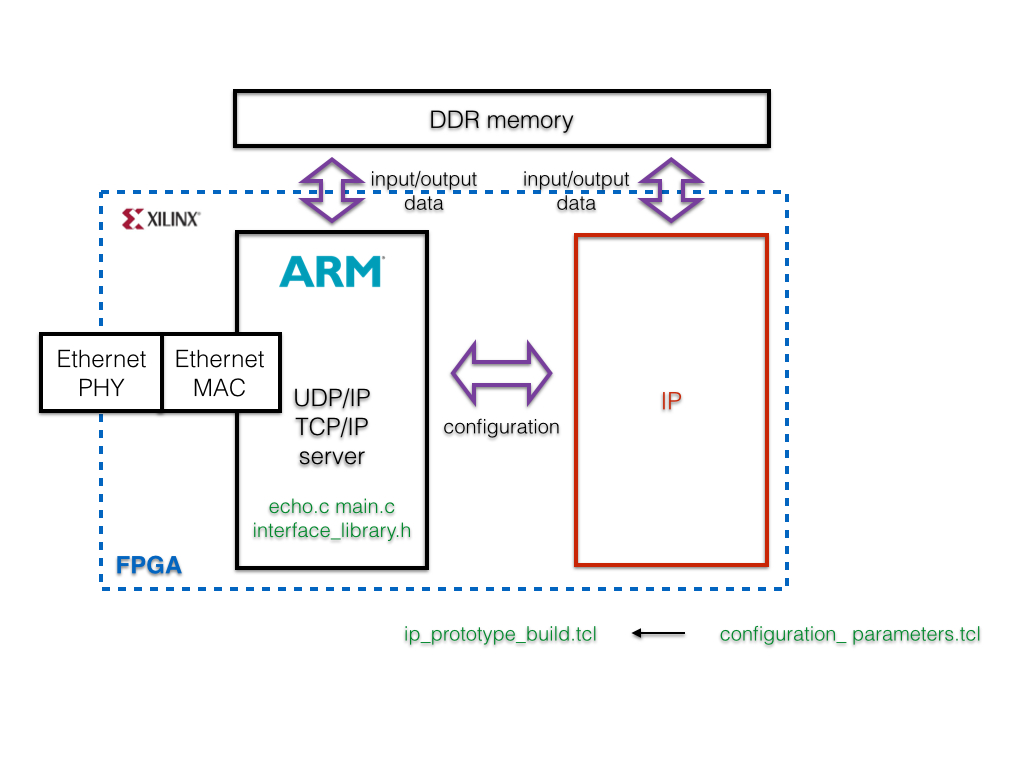 DDR memory
input/output
data
input/output
data
XILINX
ARM
Ethernet
PHY
Ethernet
MAC
UDP/IP
TCP/IP
server
configuration
IP
echo.c main.c
interface_library.h
FPGA
ip_prototype_build.tcl
configuration_ parameters.tcl